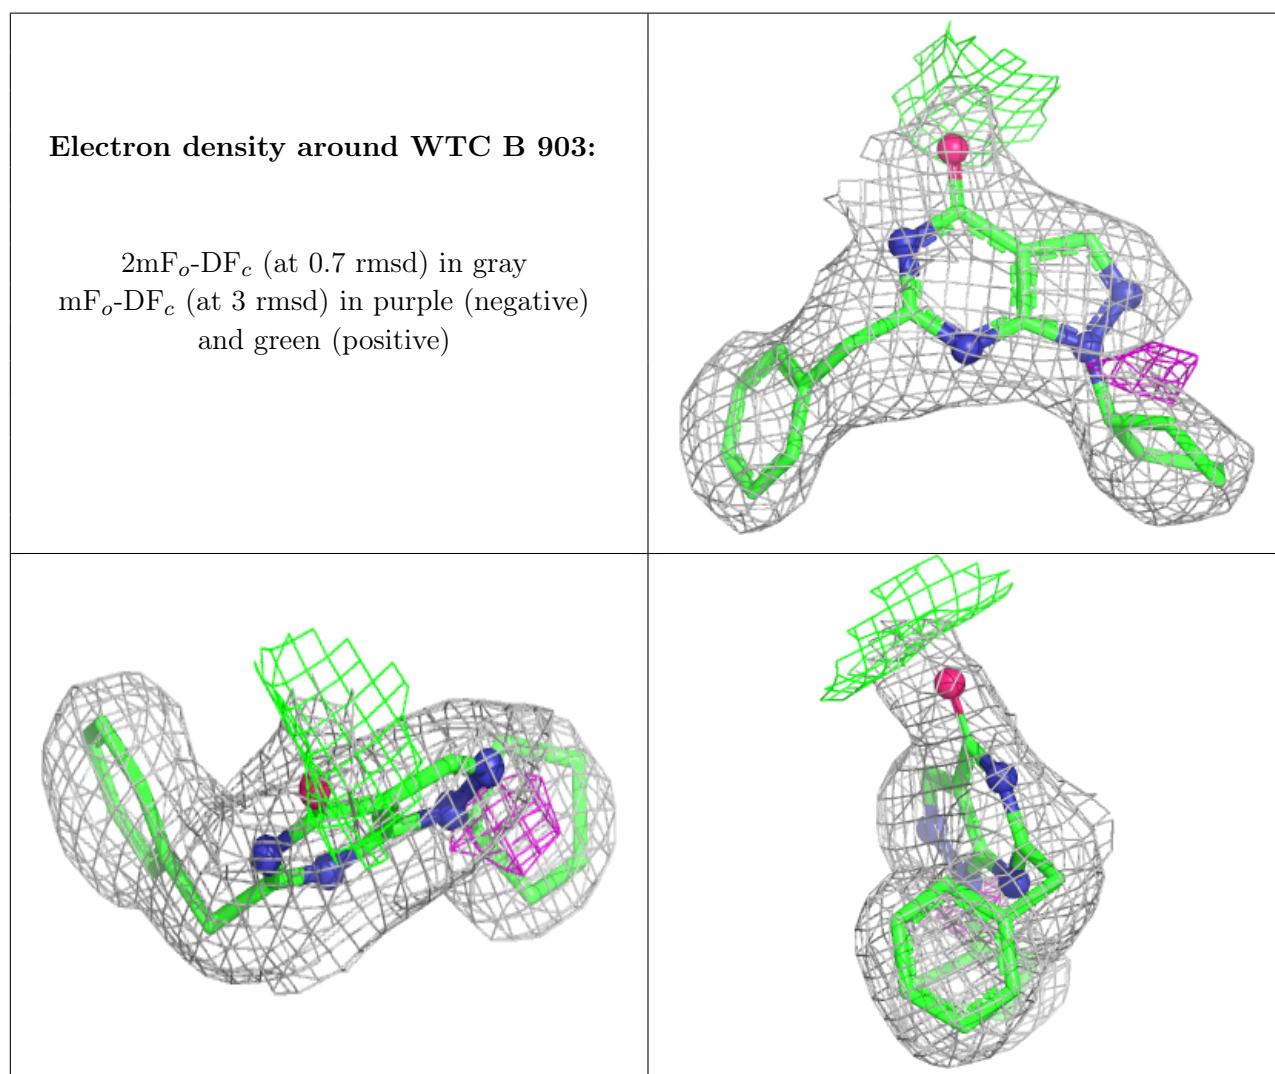 Electron density around WTC B 903:
2mFo-DFc (at 0.7 rmsd) in gray
mFo-DFc (at 3 rmsd) in purple (negative)
and green (positive)